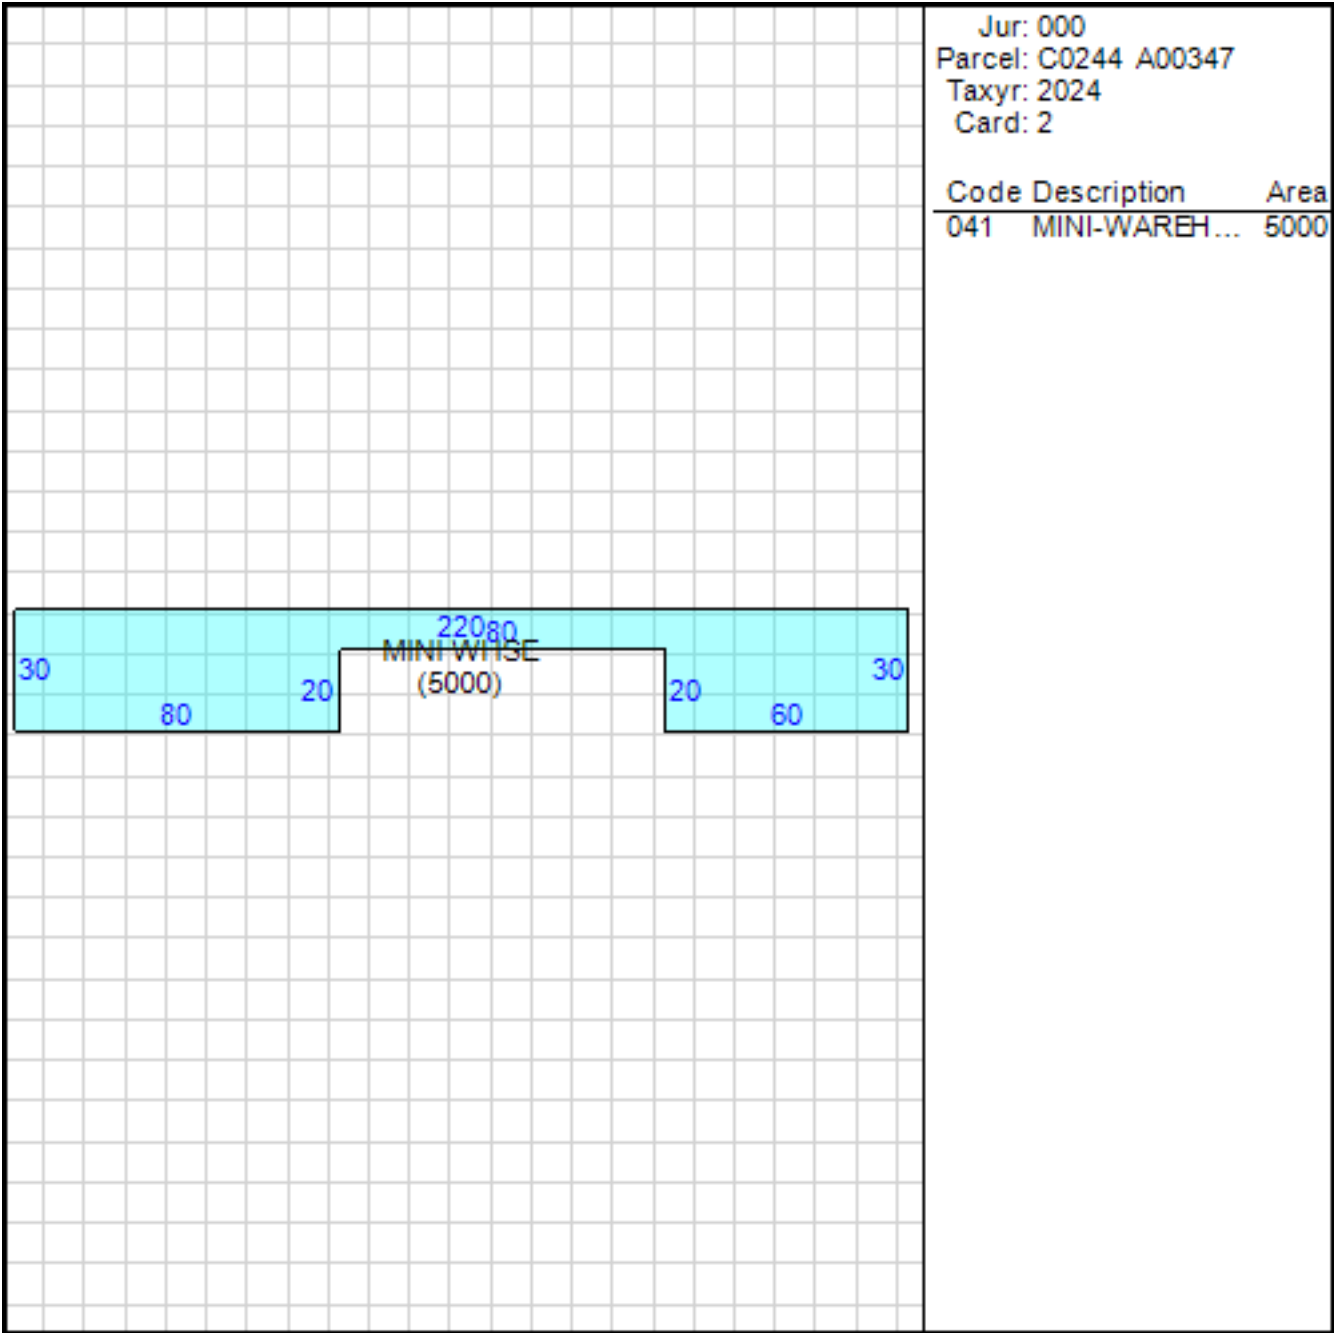 Jur: 000
Parcel: C0244 A00347
Taxyr: 2024
Card: 2
Code Description Area
041 MINI-WAREH... 5000
220
80
MINI WHSE
(5000)
30
30
20
20
80
60